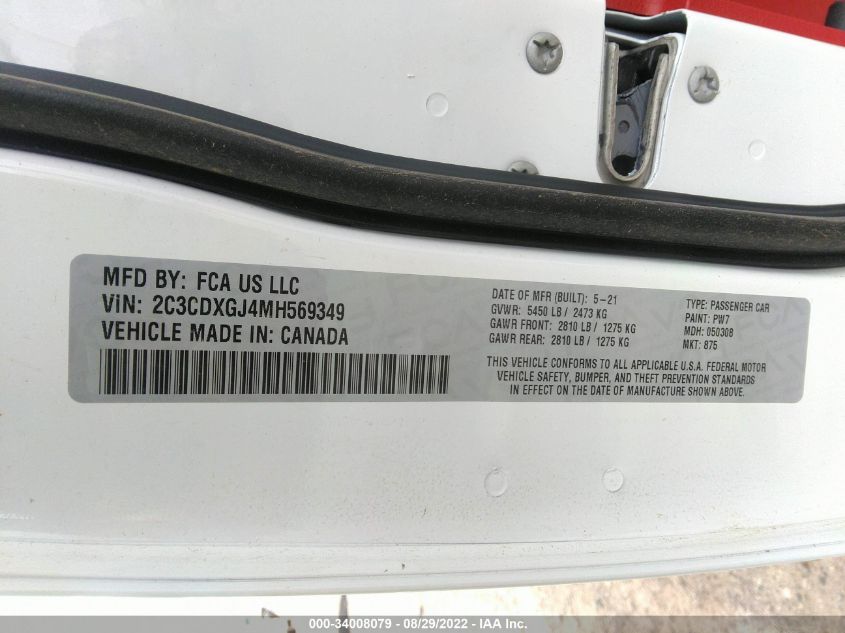 MFD BY: FCA US LLC
ViN: 2C3CDXGJ4MH569349
VEHICLE MADE IN: CANADA
DATE OF MFR (BUILT): 5-21
GVWR: 5450 LB / 2473 KG
GAWR FRONT: 2810 LB / 1275 KG
GAWR REAR: 2810 LB / 1275 KG
TYPE: PASSENGER CAR
PAINT: PW7
MDH: 050308
MKT: 875
THIS VEHICLE CONFORMS TO ALL APPLICABLE U.S.A. FEDERAL MOTOR
VEHICLE SAFETY, BUMPER, AND THEFT PREVENTION STANDARDS
IN EFFECT ON THE DATE OF MANUFACTURE SHOWN ABOVE.
000-34008079 - 08/29/2022 - IAA Inc.